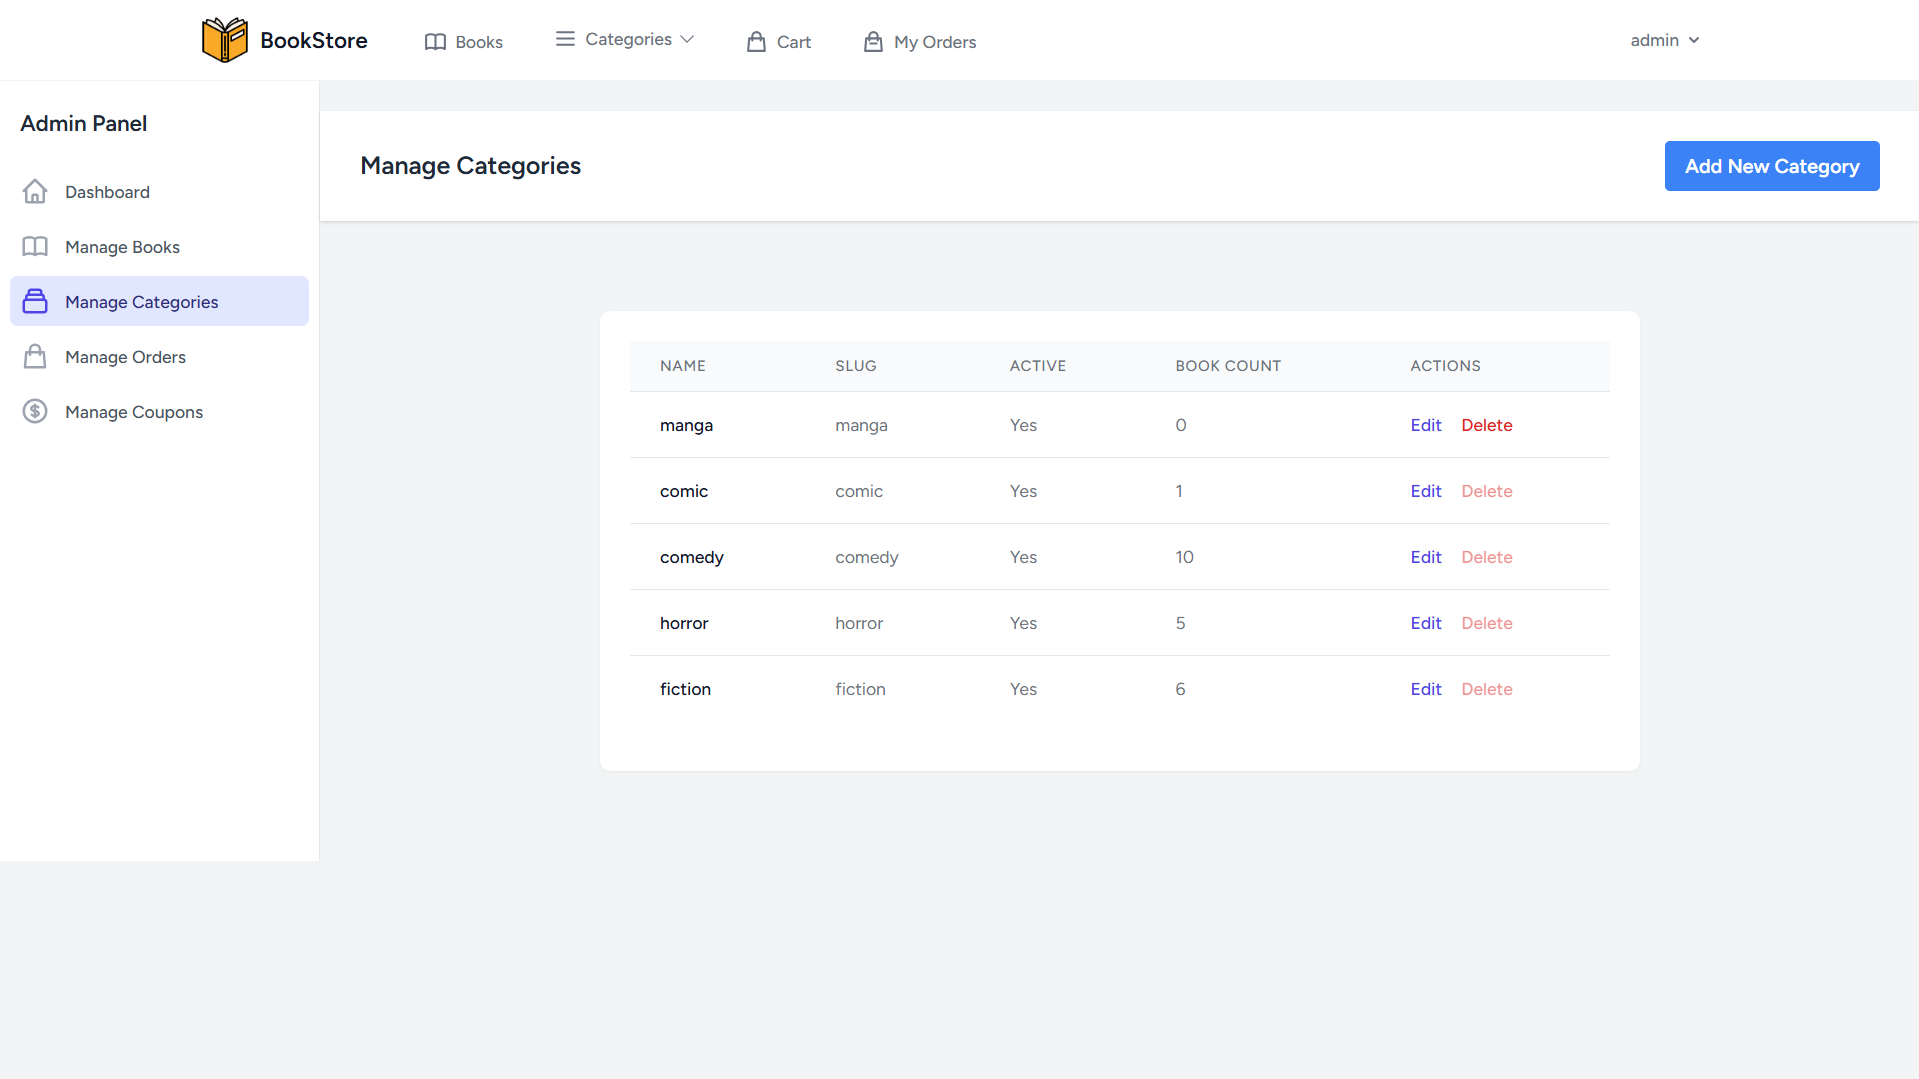 BookStore
Books
Categories
Cart
My Orders
admin
Admin Panel
Dashboard
Manage Books
Manage Categories
Manage Orders
Manage Coupons
Manage Categories
Add New Category
NAME SLUG ACTIVE BOOK COUNT ACTIONS
manga manga Yes 0 Edit Delete
comic comic Yes 1 Edit Delete
comedy comedy Yes 10 Edit Delete
horror horror Yes 5 Edit Delete
fiction fiction Yes 6 Edit Delete